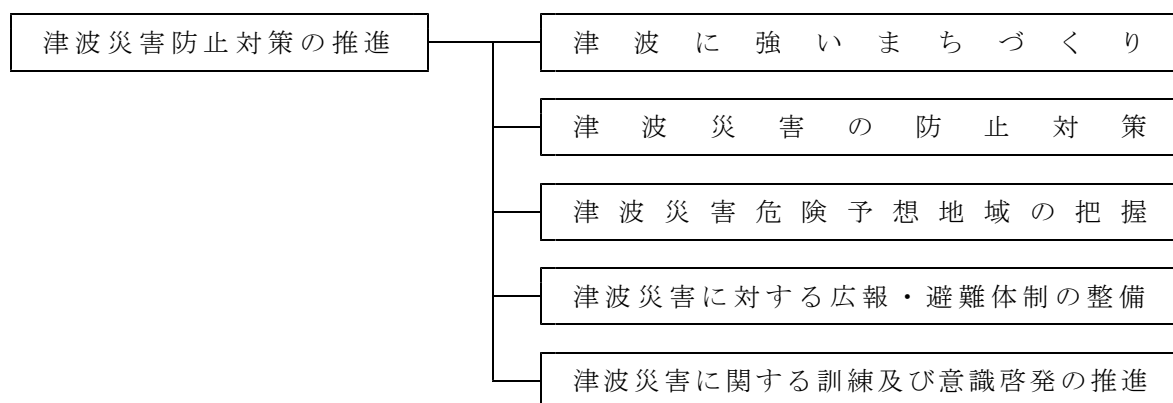 津波災害防止対策の推進
津波に強いまちづくり
津波災害の防止対策
津波災害危険予想地域の把握
津波災害に対する広報・避難体制の整備
津波災害に関する訓練及び意識啓発の推進